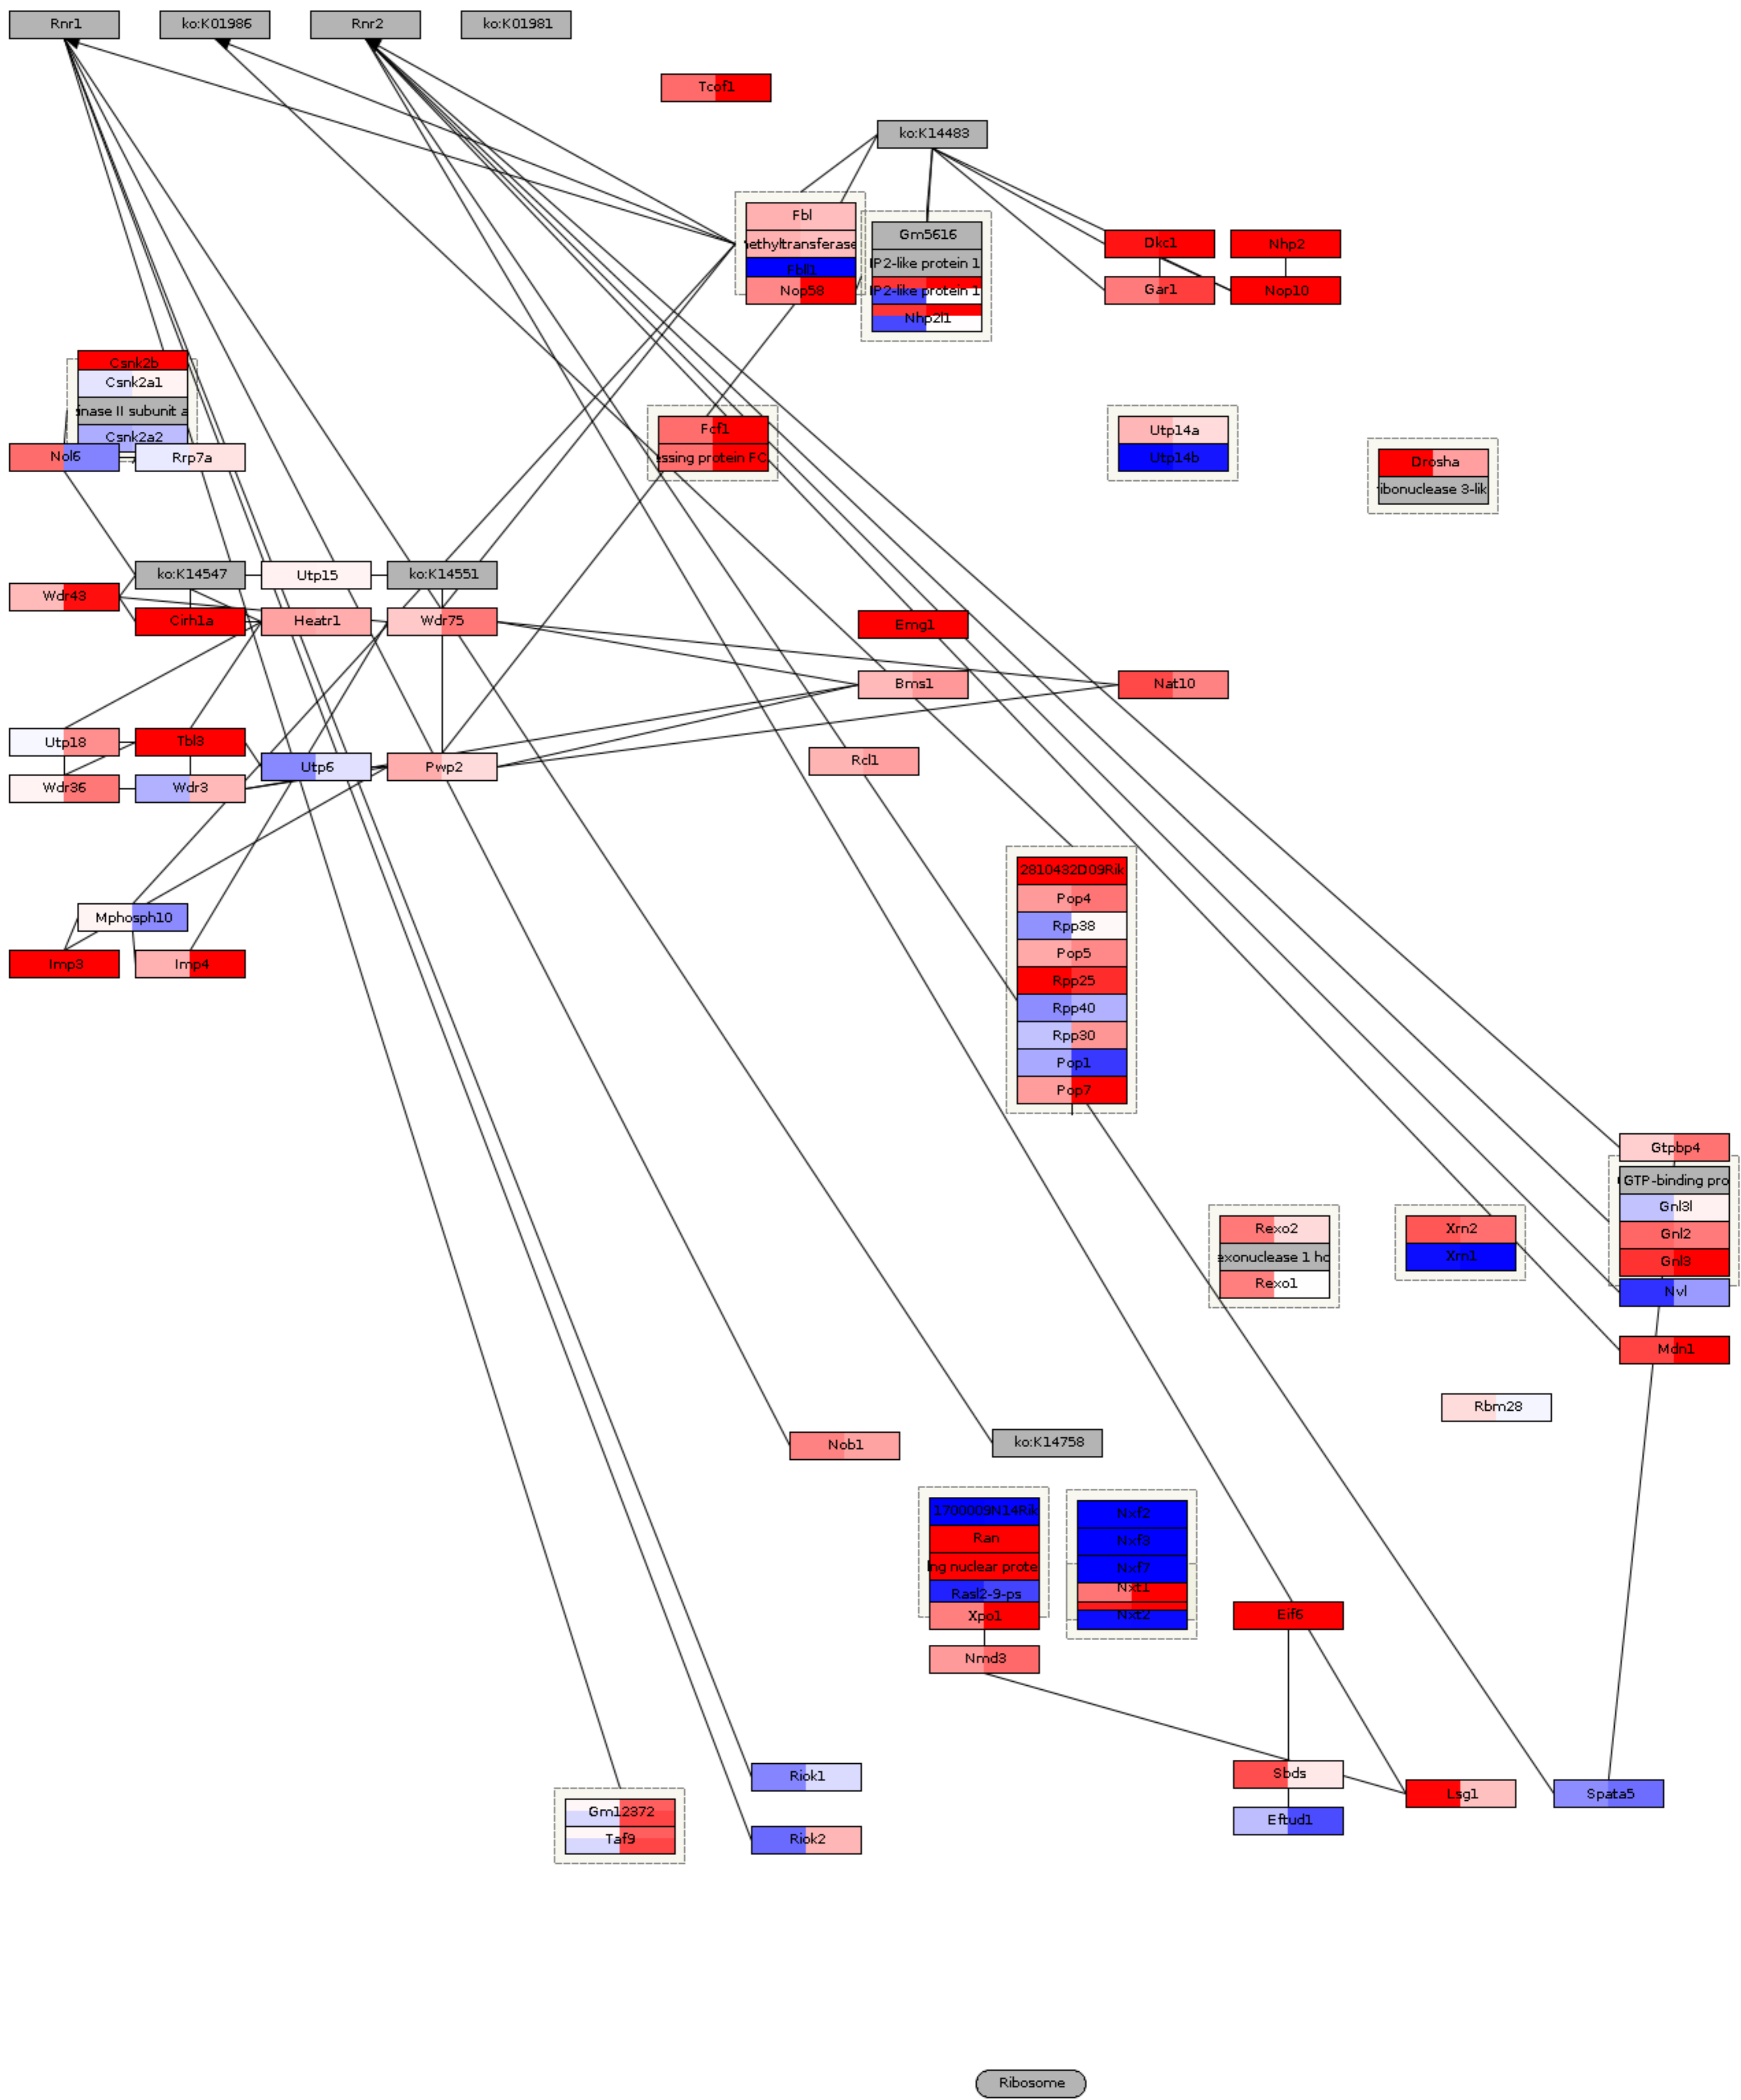 Rnr1
ko:K01986
Rnr2
ko:K01981
Tcof1
ko:K14483
Fbl
ethyltransferase
Fbll1
Nop58
Gm5616
IP2-like protein 1
IP2-like protein 1
Nhp2l1
Dkc1
Nhp2
Gar1
Nop10
Csnk2b
Csnk2a1
inase II subunit a
Csnk2a2
Nol6
Rrp7a
Fcf1
essing protein FC
Utp14a
Utp14b
Drosha
ribonuclease 3-lik
ko:K14547
Utp15
ko:K14551
Wdr43
Cirh1a
Heatr1
Wdr75
Emg1
Bms1
Nat10
Utp18
Tbl3
Utp6
Pwp2
Rcl1
Wdr36
Wdr3
2810432D09Rik
Pop4
Rpp38
Pop5
Rpp25
Rpp40
Rpp30
Pop1
Pop7
Mphosph10
Imp3
Imp4
Gtpbp4
GTP-binding pro
Gnl3l
Gnl2
Gnl3
Nvl
Rexo2
exonuclease 1 ho
Rexo1
Xrn2
Xrn1
Mdn1
Rbm28
Nob1
ko:K14758
1700009N14Rik
Ran
ing nuclear prote
Rasl2-9-ps
Xpo1
Nmd3
Nxf2
Nxf3
Nxf7
Nxt1
Nxt2
Eif6
Riok1
Sbds
Lsg1
Spata5
Gm12372
Taf9
Riok2
Eftud1
Ribosome